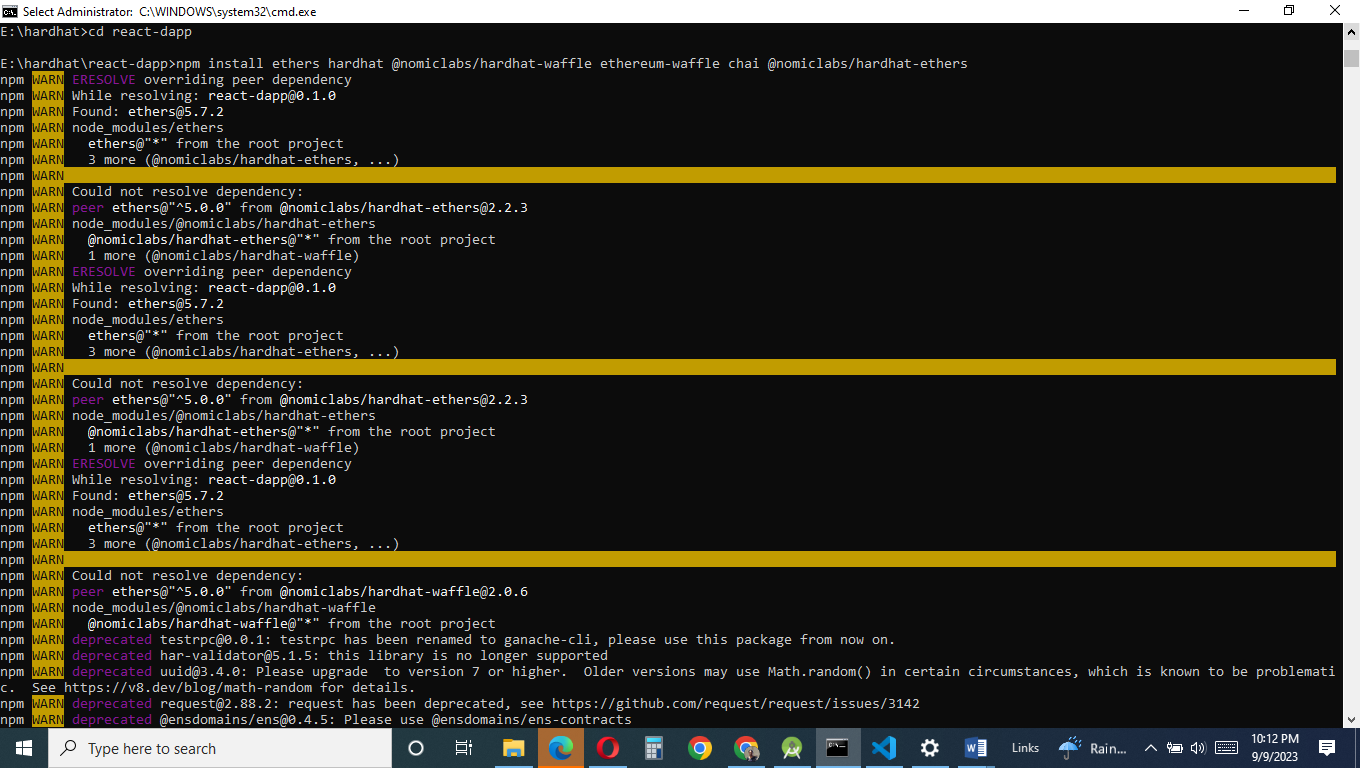 Select Administrator: C:\WINDOWS\system32\cmd.exe
E:\hardhat>cd react-dapp
E:\hardhat\react-dapp>npm install ethers hardhat @nomiclabs/hardhat-waffle ethereum-waffle chai @nomiclabs/hardhat-ethers
npm WARN ERESOLVE overriding peer dependency
npm WARN While resolving: react-dapp@0.1.0
npm WARN Found: ethers@5.7.2
npm WARN node_modules/ethers
npm WARN   ethers@"*" from the root project
npm WARN   3 more (@nomiclabs/hardhat-ethers, ...)
npm WARN
npm WARN Could not resolve dependency:
npm WARN peer ethers@"^5.0.0" from @nomiclabs/hardhat-ethers@2.2.3
npm WARN node_modules/@nomiclabs/hardhat-ethers
npm WARN   @nomiclabs/hardhat-ethers@"*" from the root project
npm WARN   1 more (@nomiclabs/hardhat-waffle)
npm WARN ERESOLVE overriding peer dependency
npm WARN While resolving: react-dapp@0.1.0
npm WARN Found: ethers@5.7.2
npm WARN node_modules/ethers
npm WARN   ethers@"*" from the root project
npm WARN   3 more (@nomiclabs/hardhat-ethers, ...)
npm WARN
npm WARN Could not resolve dependency:
npm WARN peer ethers@"^5.0.0" from @nomiclabs/hardhat-ethers@2.2.3
npm WARN node_modules/@nomiclabs/hardhat-ethers
npm WARN   @nomiclabs/hardhat-ethers@"*" from the root project
npm WARN   1 more (@nomiclabs/hardhat-waffle)
npm WARN ERESOLVE overriding peer dependency
npm WARN While resolving: react-dapp@0.1.0
npm WARN Found: ethers@5.7.2
npm WARN node_modules/ethers
npm WARN   ethers@"*" from the root project
npm WARN   3 more (@nomiclabs/hardhat-ethers, ...)
npm WARN
npm WARN Could not resolve dependency:
npm WARN peer ethers@"^5.0.0" from @nomiclabs/hardhat-waffle@2.0.6
npm WARN node_modules/@nomiclabs/hardhat-waffle
npm WARN   @nomiclabs/hardhat-waffle@"*" from the root project
npm WARN deprecated testrpc@0.0.1: testrpc has been renamed to ganache-cli, please use this package from now on.
npm WARN deprecated har-validator@5.1.5: this library is no longer supported
npm WARN deprecated uuid@3.4.0: Please upgrade  to version 7 or higher.  Older versions may use Math.random() in certain circumstances, which is known to be problemati
c.  See https://v8.dev/blog/math-random for details.
npm WARN deprecated request@2.88.2: request has been deprecated, see https://github.com/request/request/issues/3142
npm WARN deprecated @ensdomains/ens@0.4.5: Please use @ensdomains/ens-contracts
Type here to search
Links
Rain...
10:12 PM
9/9/2023